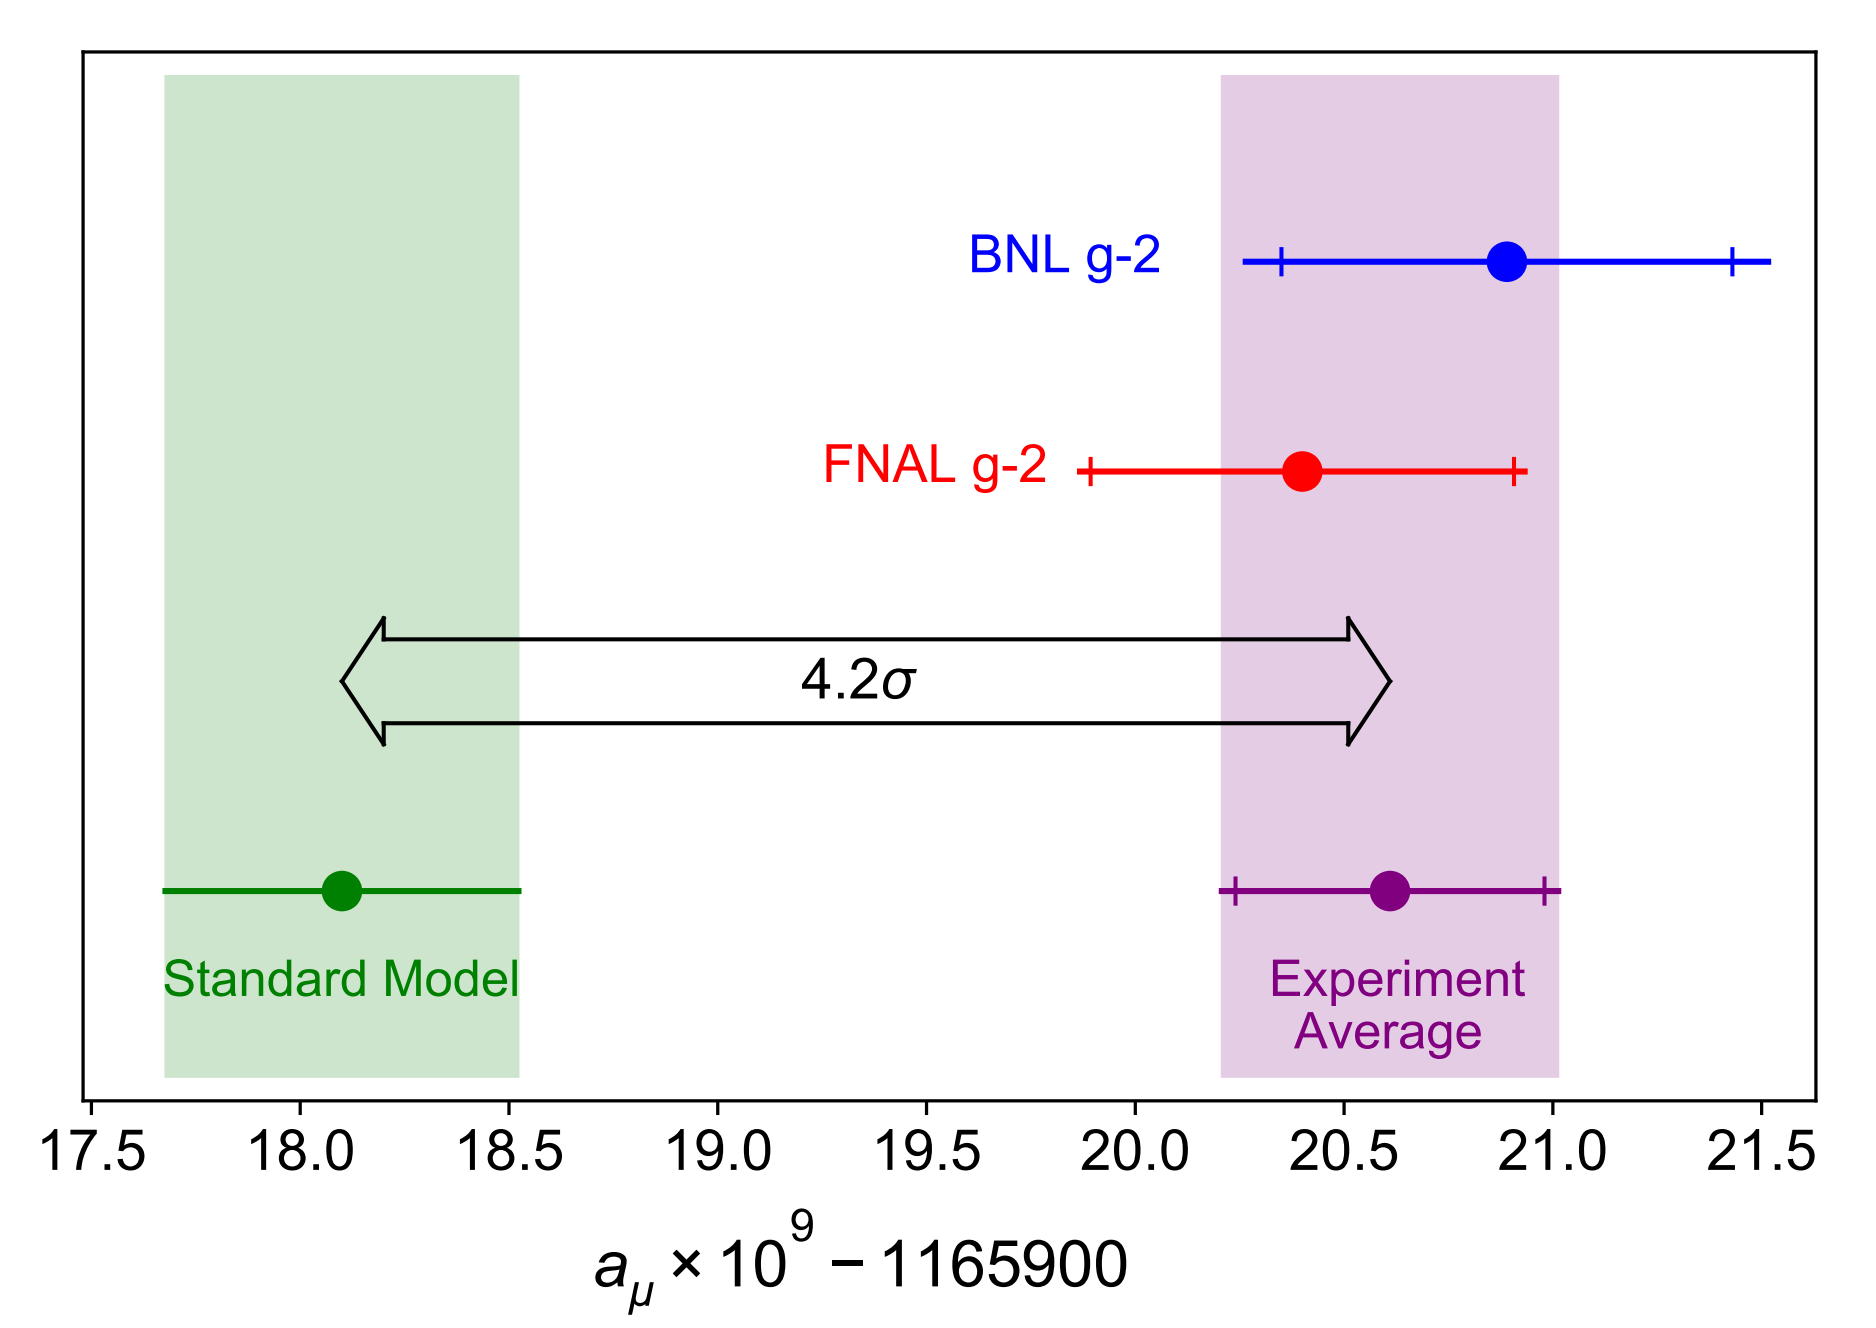 BNL g-2
FNAL g-2
4.2σ
Standard Model
Experiment
Average
17.5 18.0 18.5 19.0 19.5 20.0 20.5 21.0 21.5
aμ × 10⁹ − 1165900